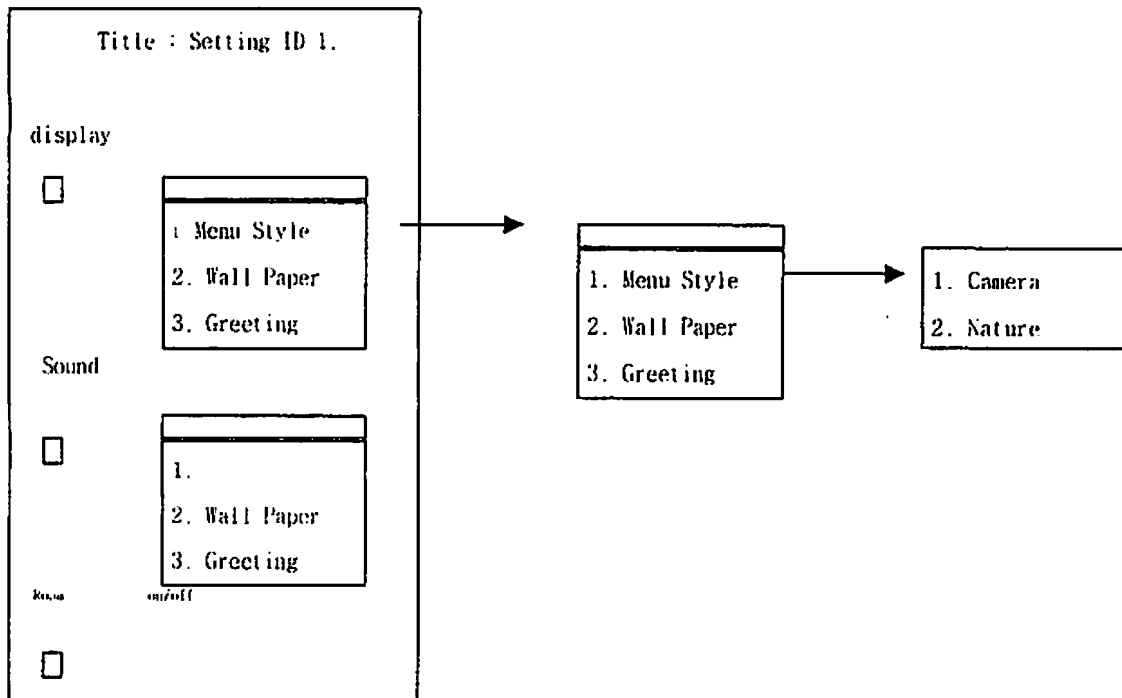 Title : Setting ID 1.
display
1 Menu Style
2. Wall Paper
3. Greeting
Sound
1.
2. Wall Paper
3. Greeting
on/off
1. Menu Style
2. Wall Paper
3. Greeting
1. Camera
2. Nature